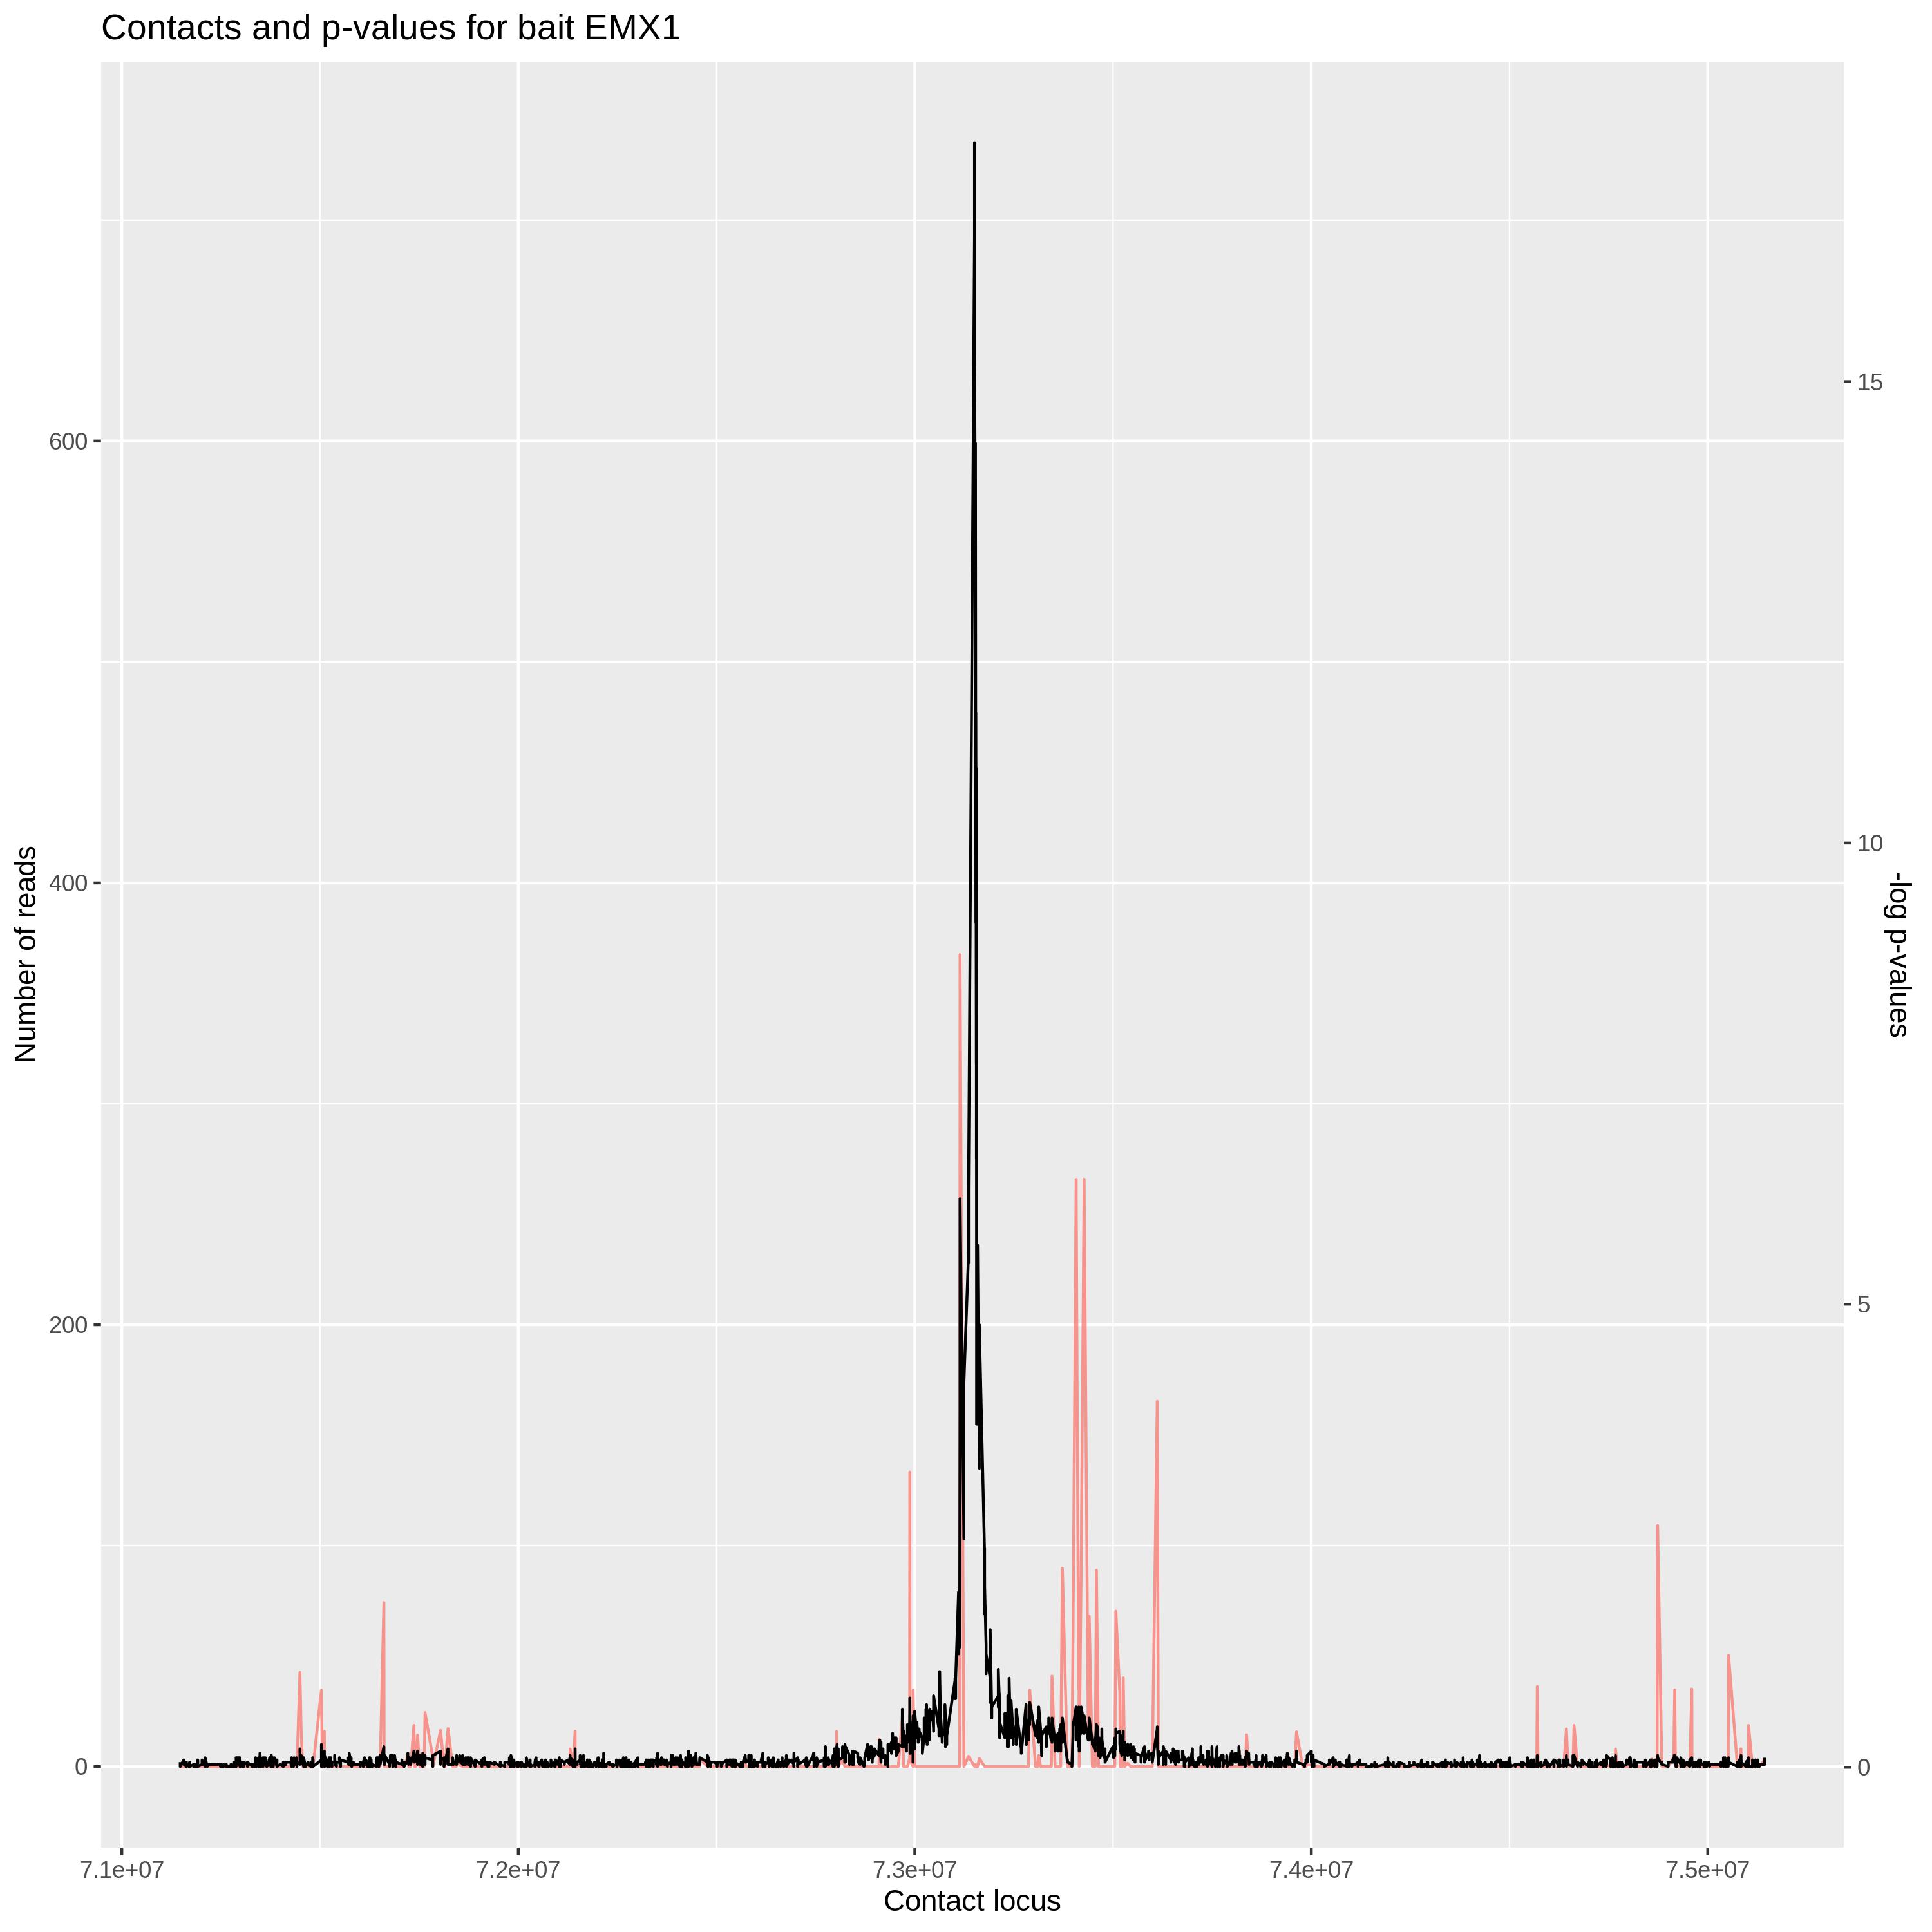 Contacts and p-values for bait EMX1
Number of reads
600
400
200
0
15
10
5
0
-log p-values
7.1e+07
7.2e+07
7.3e+07
7.4e+07
7.5e+07
Contact locus